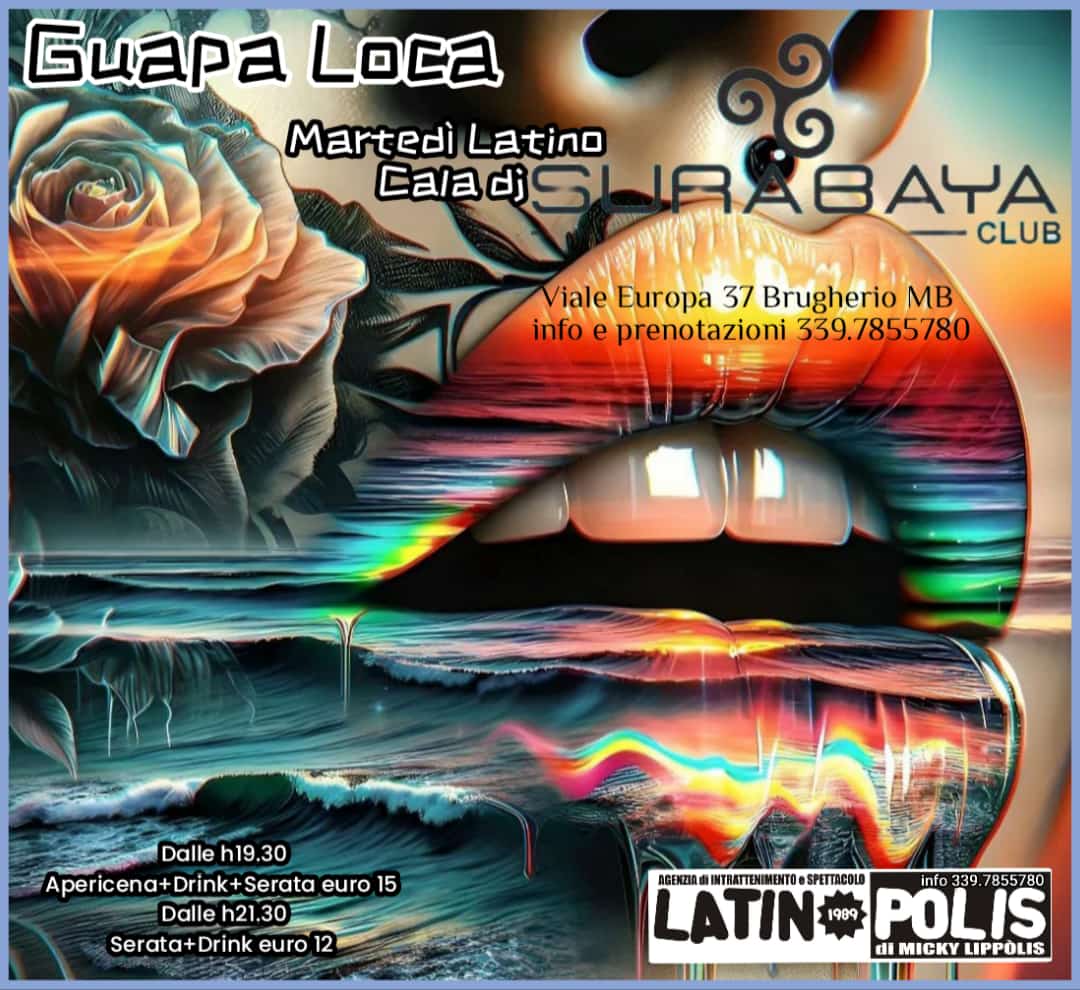 Guapa Loca
Martedì Latino
Cala dj
SURABAYA
CLUB
Viale Europa 37 Brugherio MB
info e prenotazioni 339.7855780
Dalle h19.30
Apericena+Drink+Serata euro 15
Dalle h21.30
Serata+Drink euro 12
AGENZIA di INTRATTENIMENTO e SPETTACOLO
info 339.7855780
LATIN 1989 POLIS
di MICKY LIPPÒLIS